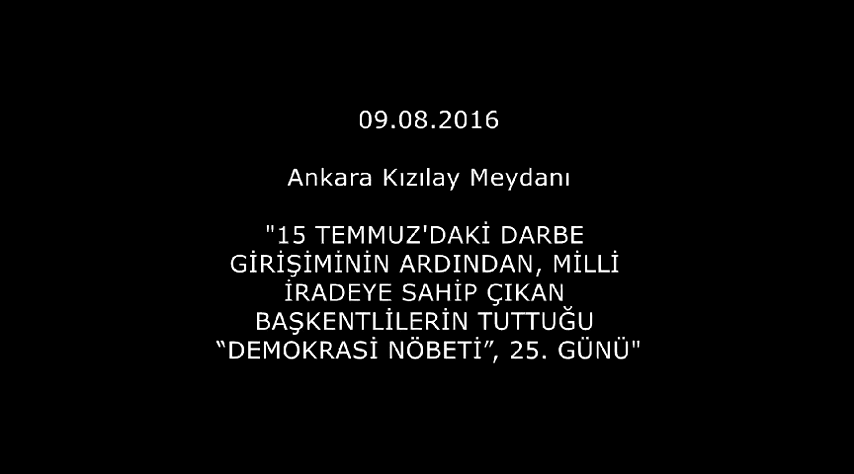 09.08.2016
Ankara Kızılay Meydanı
"15 TEMMUZ'DAKİ DARBE
GİRİŞİMİNİN ARDINDAN, MİLLİ
İRADEYE SAHİP ÇIKAN
BAŞKENTLİLERİN TUTTUĞU
“DEMOKRASİ NÖBETİ”, 25. GÜNÜ"